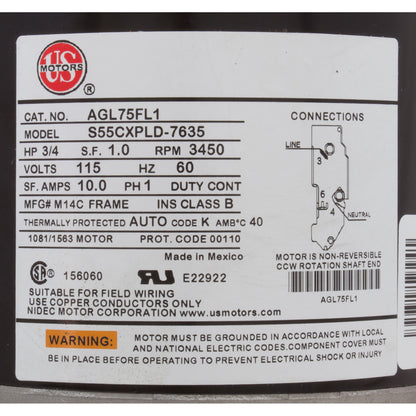 US
MOTORS
®
CAT. NO. AGL75FL1
MODEL S55CXPLD-7635
HP 3/4 S.F. 1.0 RPM 3450
VOLTS 115 HZ 60
SF. AMPS 10.0 PH 1 DUTY CONT
MFG# M14C FRAME INS CLASS B
THERMALLY PROTECTED AUTO CODE K AMB°C 40
1081/1563 MOTOR PROT. CODE 00110
Made in Mexico
CONNECTIONS
LINE
3
6
4
NEUTRAL
MOTOR IS NON-REVERSIBLE
CCW ROTATION SHAFT END
AGL75FL1
156060
E22922
SUITABLE FOR FIELD WIRING
USE COPPER CONDUCTORS ONLY
NIDEC MOTOR CORPORATION www.usmotors.com
WARNING: MOTOR MUST BE GROUNDED IN ACCORDANCE WITH LOCAL
AND NATIONAL ELECTRIC CODES.COMPONENT COVER MUST
BE IN PLACE BEFORE OPERATING TO PREVENT ELECTRICAL SHOCK OR INJURY